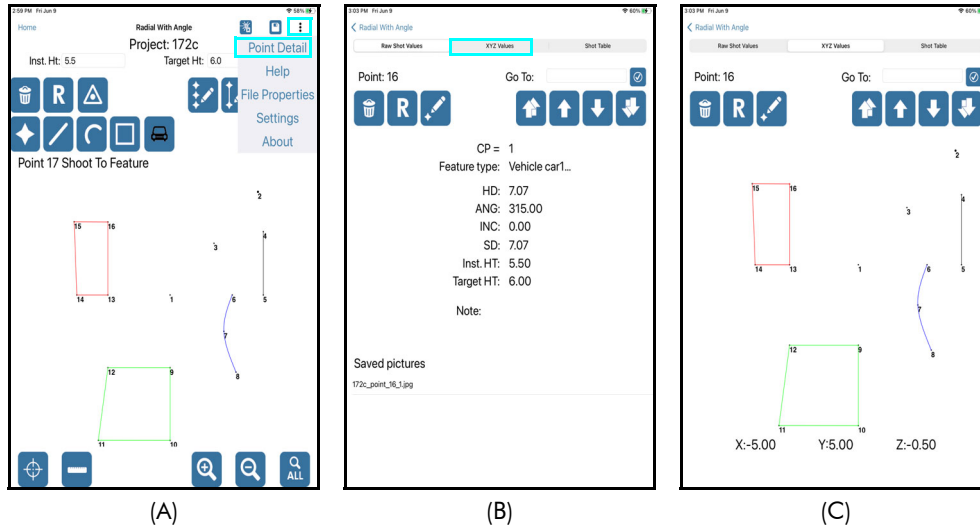 2:59 PM Fri Jun 9
58%
Home
Radial With Angle
Project: 172c
Inst. Ht: 5.5
Target Ht: 6.0
Point Detail
Help
File Properties
Settings
About
R
Point 17 Shoot To Feature
2
15
16
3
4
14
13
1
6
5
7
12
9
8
11
10
ALL
(A)
3:03 PM Fri Jun 9
60%
Radial With Angle
Raw Shot Values
XYZ Values
Shot Table
Point: 16
Go To:
R
CP = 1
Feature type: Vehicle car1...
HD: 7.07
ANG: 315.00
INC: 0.00
SD: 7.07
Inst. HT: 5.50
Target HT: 6.00
Note:
Saved pictures
172c_point_16_1.jpg
(B)
3:03 PM Fri Jun 9
60%
Radial With Angle
Raw Shot Values
XYZ Values
Shot Table
Point: 16
Go To:
R
2
15
16
4
3
14
13
1
6
5
7
12
9
8
11
10
X:-5.00 Y:5.00 Z:-0.50
(C)